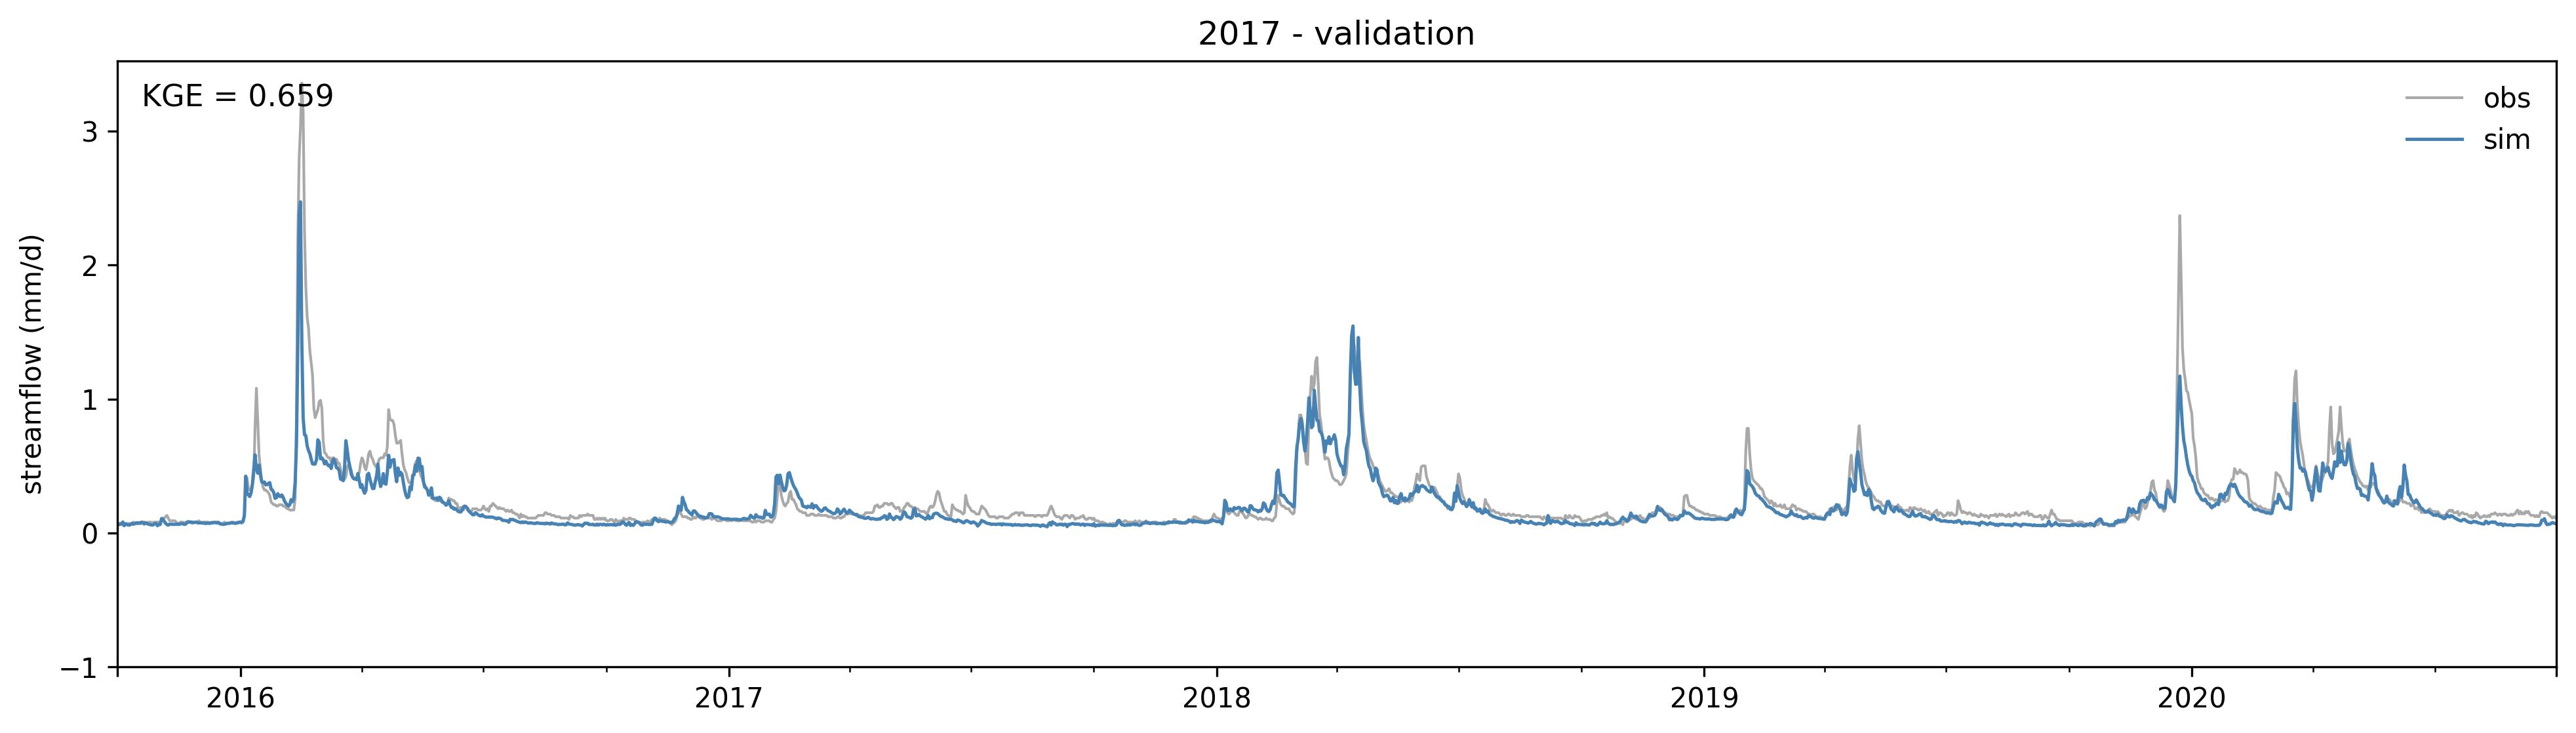 2017 - validation
KGE = 0.659
obs
sim
streamflow (mm/d)
3
2
1
0
−1
2016
2017
2018
2019
2020